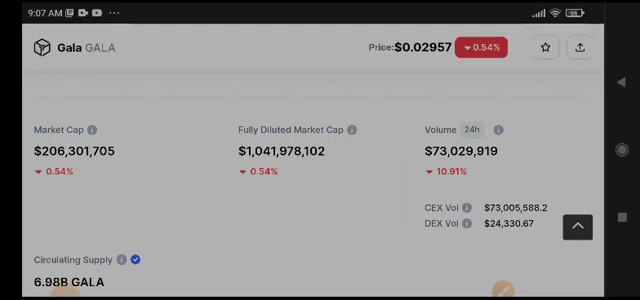 9:07 AM
Gala GALA
Price: $0.02957 0.54%
Market Cap
Fully Diluted Market Cap
Volume 24h
$206,301,705
$1,041,978,102
$73,029,919
0.54%
0.54%
10.91%
CEX Vol $73,005,588.2
DEX Vol $24,330.67
Circulating Supply
6.98B GALA